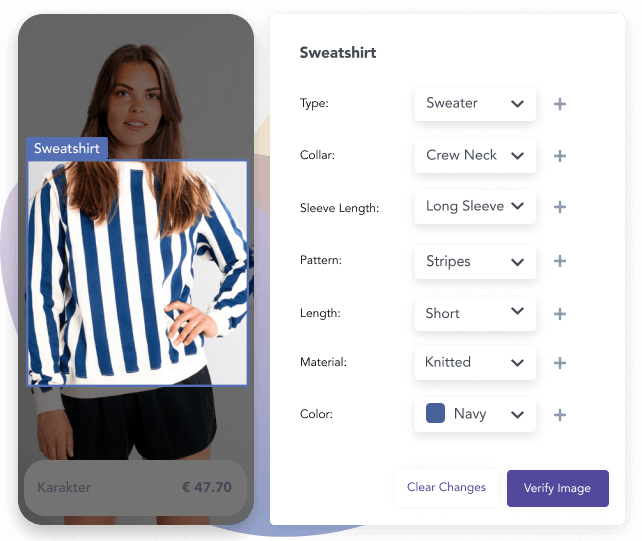 Sweatshirt
Karakter € 47.70
Sweatshirt
Type: Sweater
Collar: Crew Neck
Sleeve Length: Long Sleeve
Pattern: Stripes
Length: Short
Material: Knitted
Color: Navy
Clear Changes Verify Image